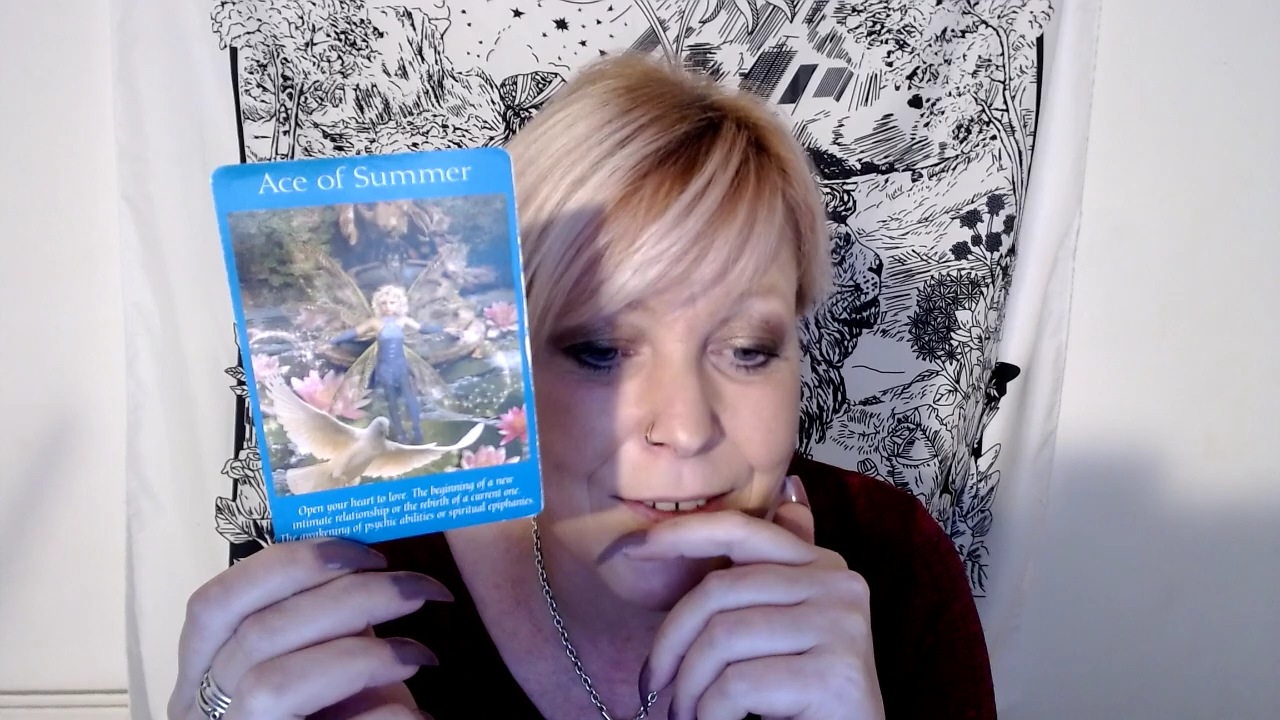 Ace of Summer
Open your heart to love. The beginning of a new
intimate relationship or the rebirth of a current one.
The awakening of psychic abilities or spiritual epiphanies.